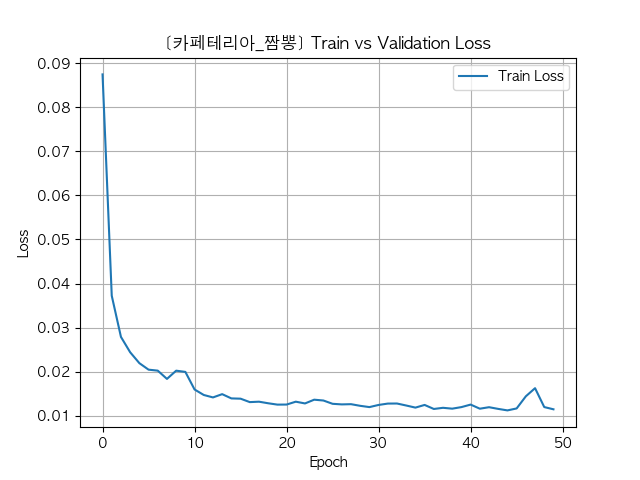 [카페테리아_짬뽕] Train vs Validation Loss
Train Loss
0.09
0.08
0.07
0.06
0.05
0.04
0.03
0.02
0.01
Loss
0 10 20 30 40 50
Epoch